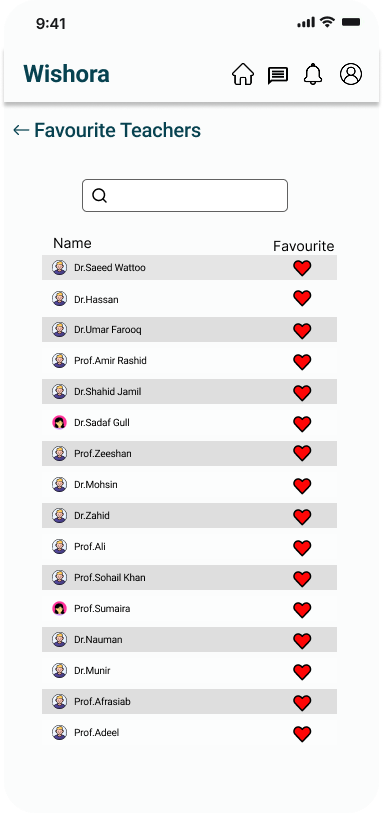 9:41
Wishora
Favourite Teachers
Name Favourite
Dr.Saeed Wattoo
Dr.Hassan
Dr.Umar Farooq
Prof.Amir Rashid
Dr.Shahid Jamil
Dr.Sadaf Gull
Prof.Zeeshan
Dr.Mohsin
Dr.Zahid
Prof.Ali
Prof.Sohail Khan
Prof.Sumaira
Dr.Nauman
Dr.Munir
Prof.Afrasiab
Prof.Adeel